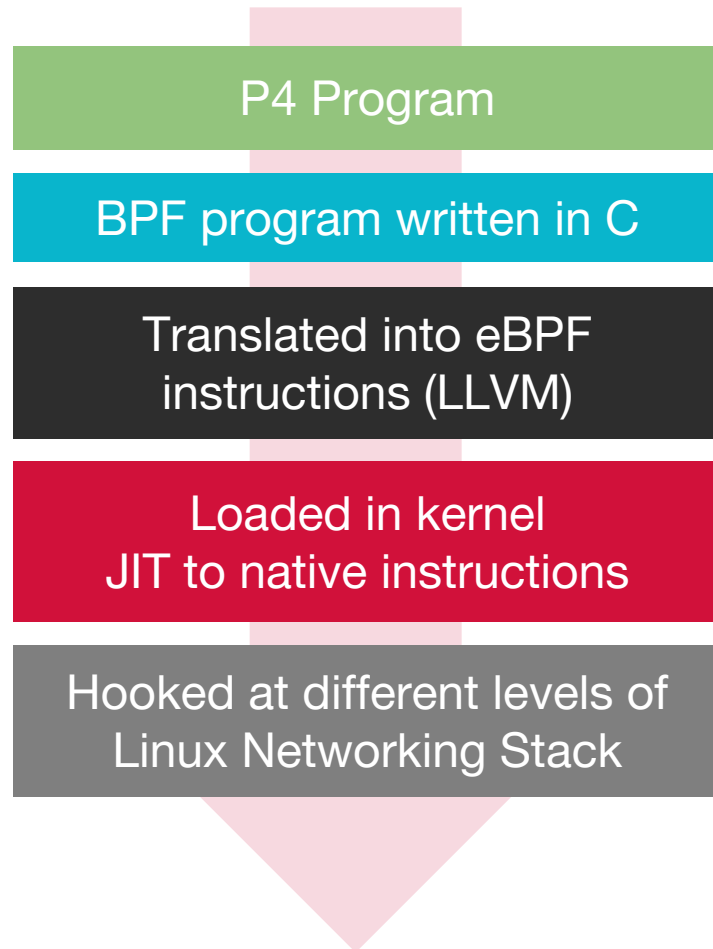 P4 Program
BPF program written in C
Translated into eBPF
instructions (LLVM)
Loaded in kernel
JIT to native instructions
Hooked at different levels of
Linux Networking Stack